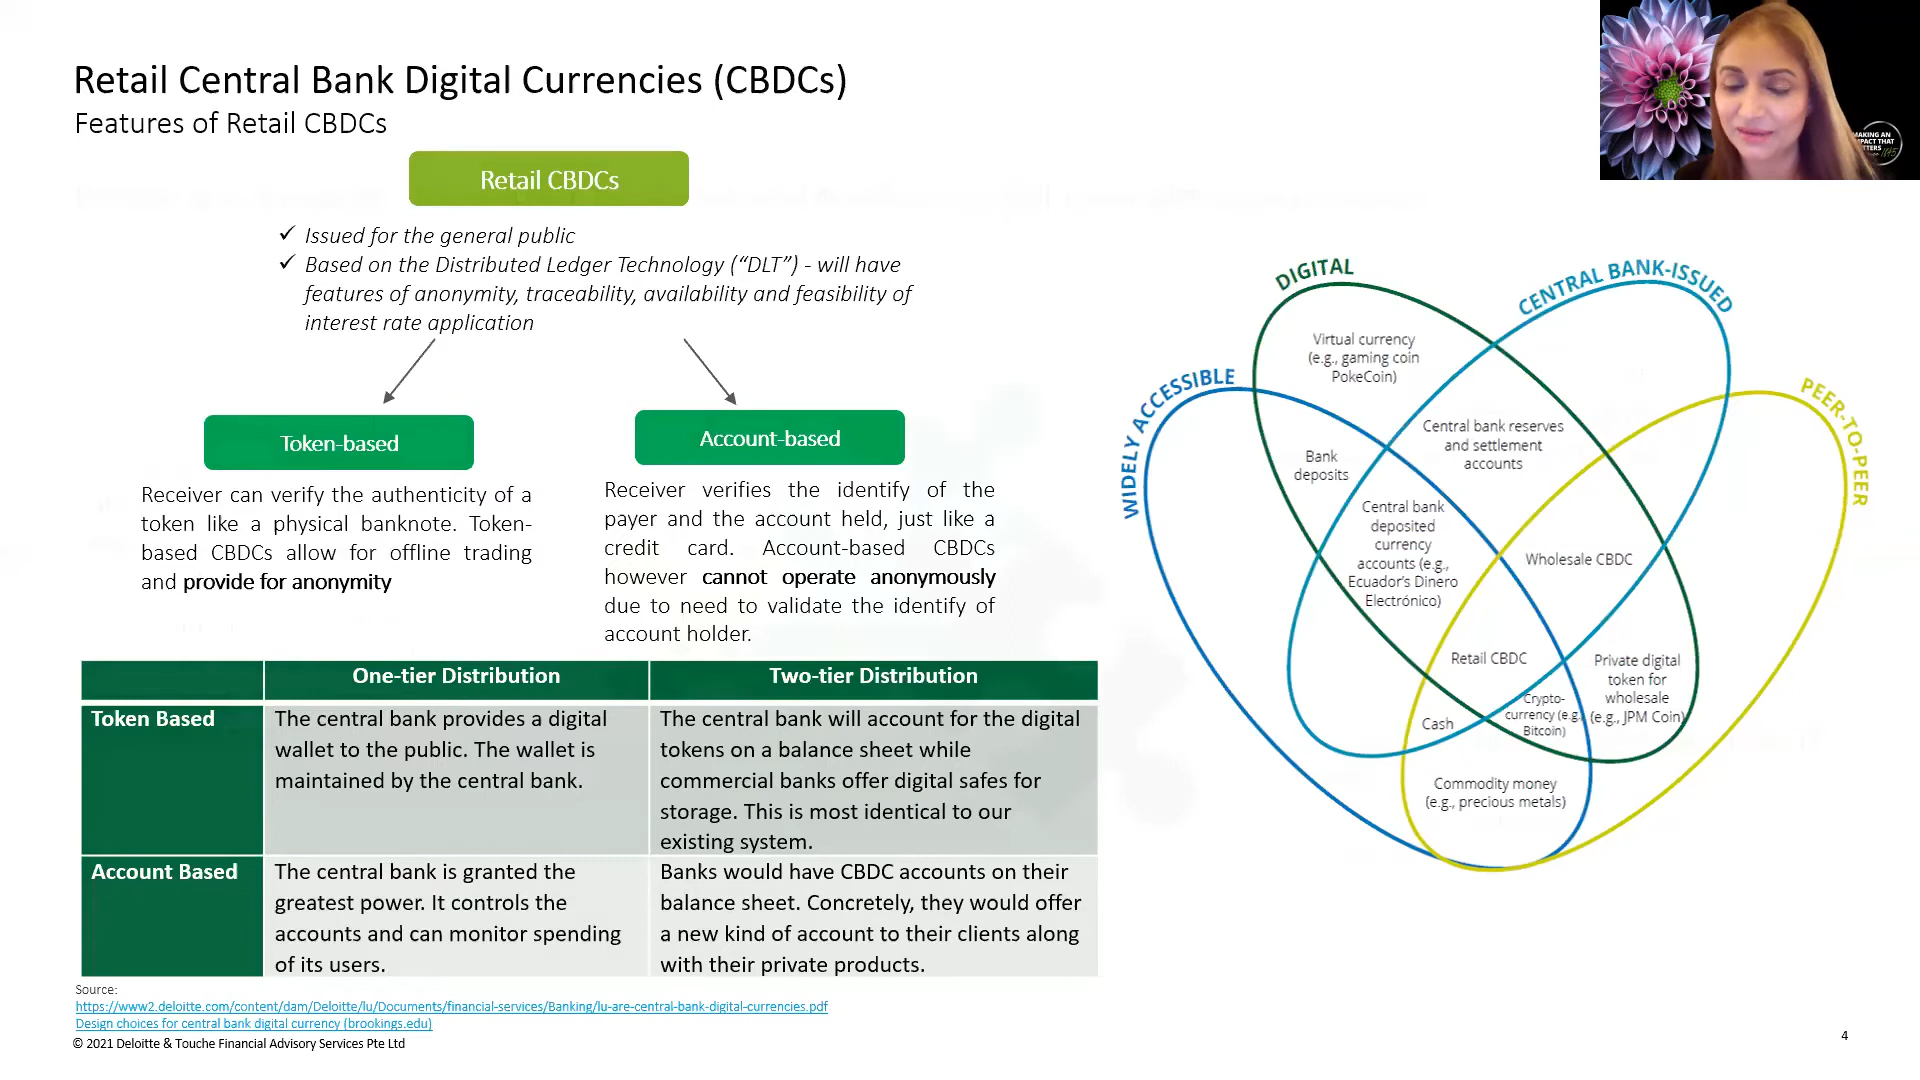 Retail Central Bank Digital Currencies (CBDCs)
Features of Retail CBDCs
Retail CBDCs
✓ Issued for the general public
✓ Based on the Distributed Ledger Technology (“DLT”) - will have
features of anonymity, traceability, availability and feasibility of
interest rate application
Token-based
Receiver can verify the authenticity of a
token like a physical banknote. Token-
based CBDCs allow for offline trading
and provide for anonymity
Account-based
Receiver verifies the identify of the
payer and the account held, just like a
credit card. Account-based CBDCs
however cannot operate anonymously
due to need to validate the identify of
account holder.
One-tier Distribution
Two-tier Distribution
Token Based
The central bank provides a digital
wallet to the public. The wallet is
maintained by the central bank.
The central bank will account for the digital
tokens on a balance sheet while
commercial banks offer digital safes for
storage. This is most identical to our
existing system.
Account Based
The central bank is granted the
greatest power. It controls the
accounts and can monitor spending
of its users.
Banks would have CBDC accounts on their
balance sheet. Concretely, they would offer
a new kind of account to their clients along
with their private products.
Source:
https://www2.deloitte.com/content/dam/Deloitte/lu/Documents/financial-services/Banking/lu-are-central-bank-digital-currencies.pdf
Design choices for central bank digital currency (brookings.edu)
© 2021 Deloitte & Touche Financial Advisory Services Pte Ltd
WIDELY ACCESSIBLE
DIGITAL
CENTRAL BANK-ISSUED
PEER-TO-PEER
Virtual currency
(e.g., gaming coin
PokeCoin)
Central bank reserves
and settlement
accounts
Bank
deposits
Central bank
deposited
currency
accounts (e.g.,
Ecuador’s Dinero
Electrónico)
Wholesale CBDC
Retail CBDC
Private digital
token for
wholesale
(e.g., JPM Coin)
Crypto-
currency (e.g.,
Bitcoin)
Cash
Commodity money
(e.g., precious metals)
4